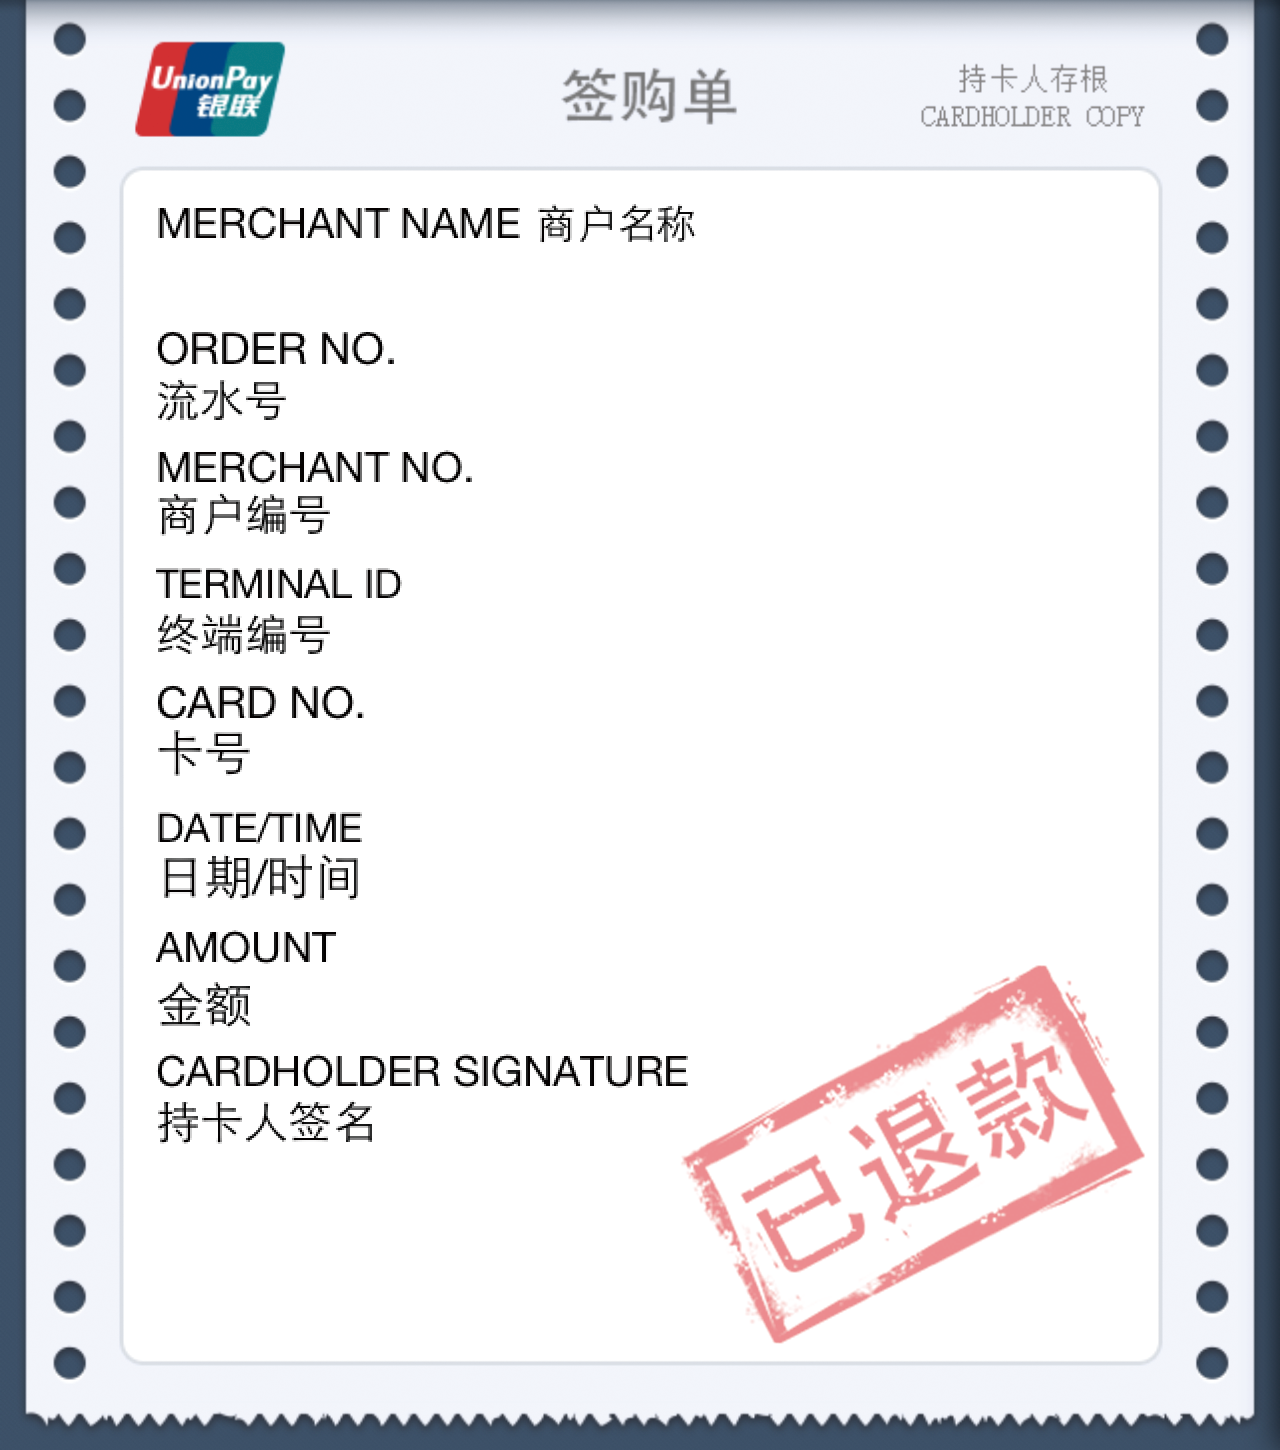 UnionPay
银联
签购单
持卡人存根
CARDHOLDER COPY
MERCHANT NAME 商户名称
ORDER NO.
流水号
MERCHANT NO.
商户编号
TERMINAL ID
终端编号
CARD NO.
卡号
DATE/TIME
日期/时间
AMOUNT
金额
CARDHOLDER SIGNATURE
持卡人签名
已退款